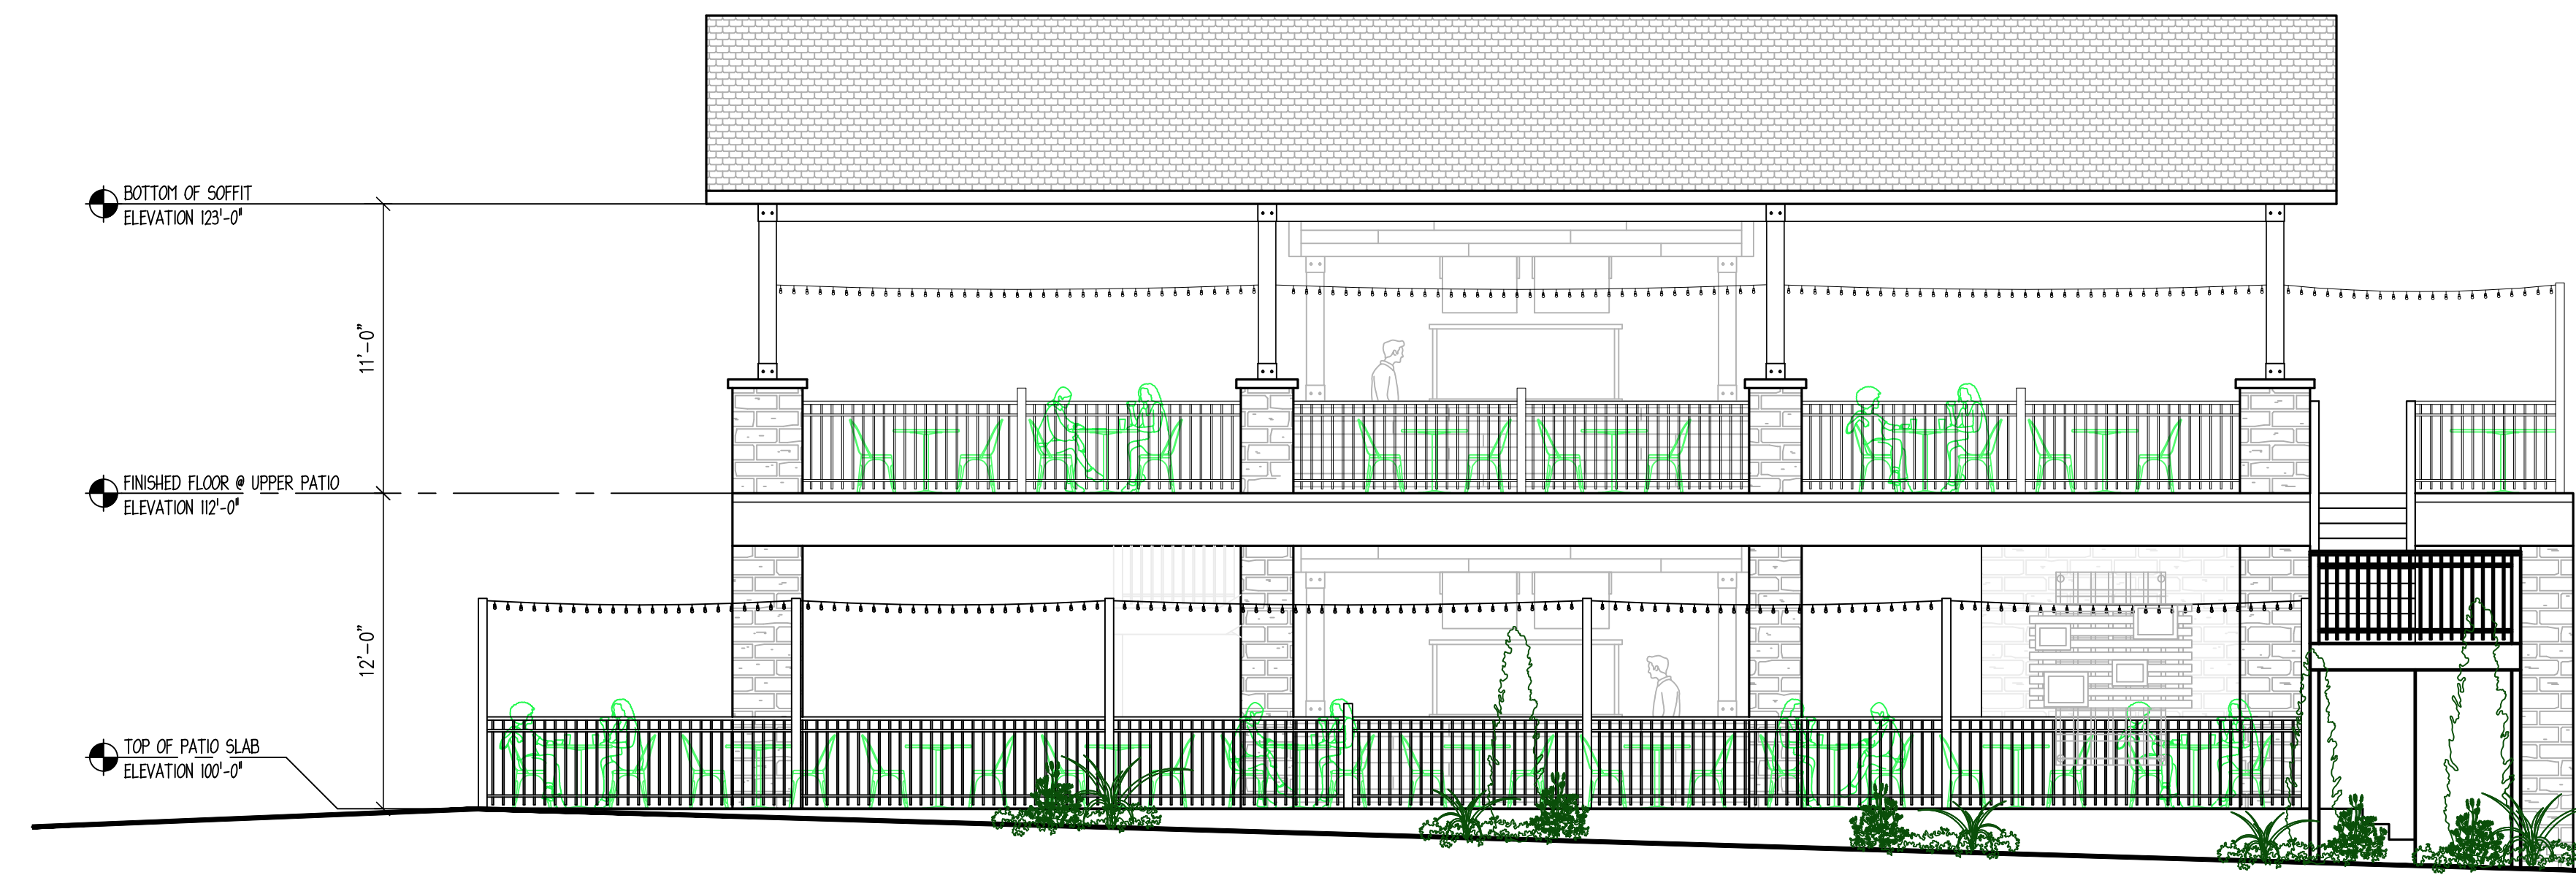 BOTTOM OF SOFFIT
ELEVATION 123'-0"
11'-0"
FINISHED FLOOR @ UPPER PATIO
ELEVATION 112'-0"
12'-0"
TOP OF PATIO SLAB
ELEVATION 100'-0"